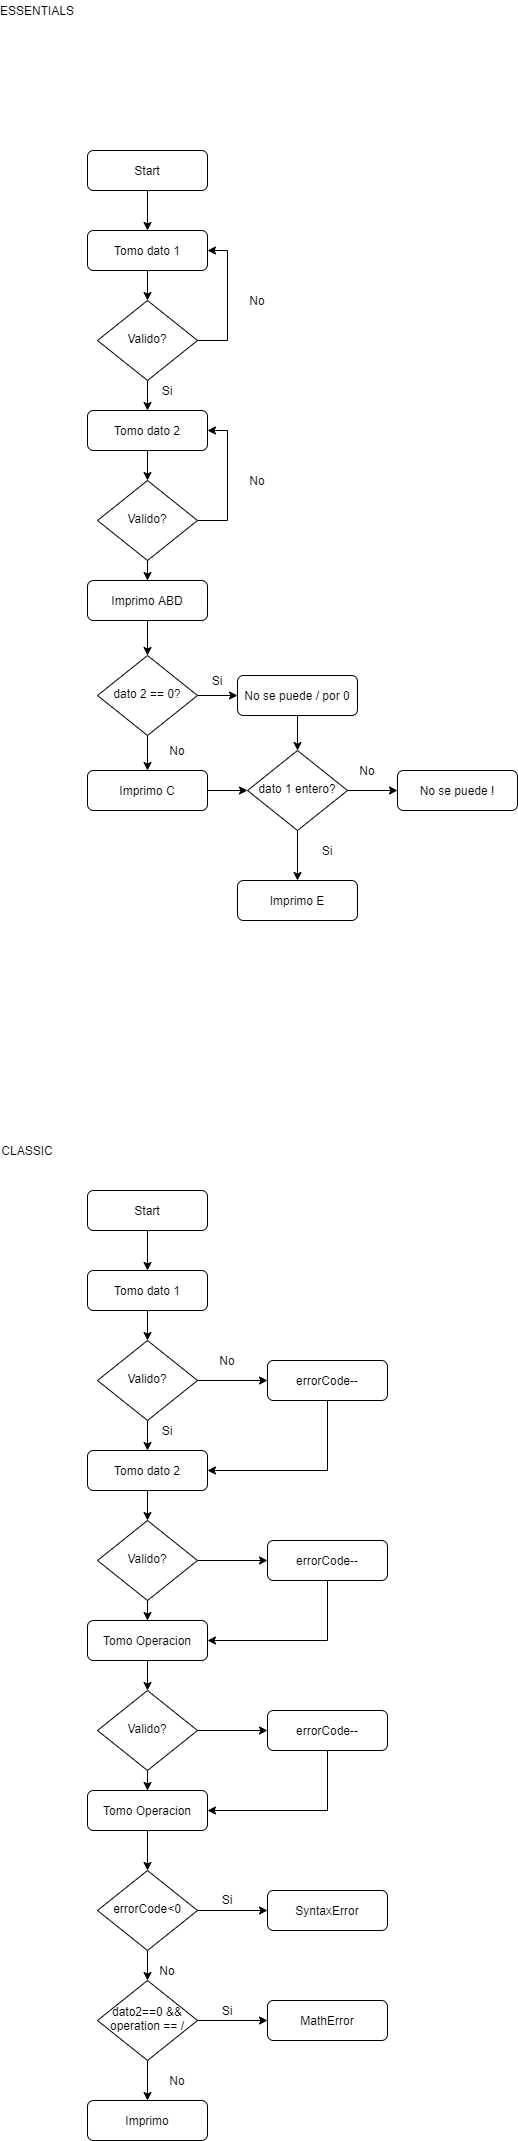 ESSENTIALS
Start
Tomo dato 1
No
Valido?
Si
Tomo dato 2
No
Valido?
Imprimo ABD
Si
dato 2 == 0?
No se puede / por 0
No
Imprimo C
dato 1 entero?
No
No se puede !
Si
Imprimo E
CLASSIC
Start
Tomo dato 1
No
Valido?
errorCode--
Si
Tomo dato 2
Valido?
errorCode--
Tomo Operacion
Valido?
errorCode--
Tomo Operacion
errorCode<0
Si
SyntaxError
No
dato2==0 &&
operation == /
Si
MathError
No
Imprimo